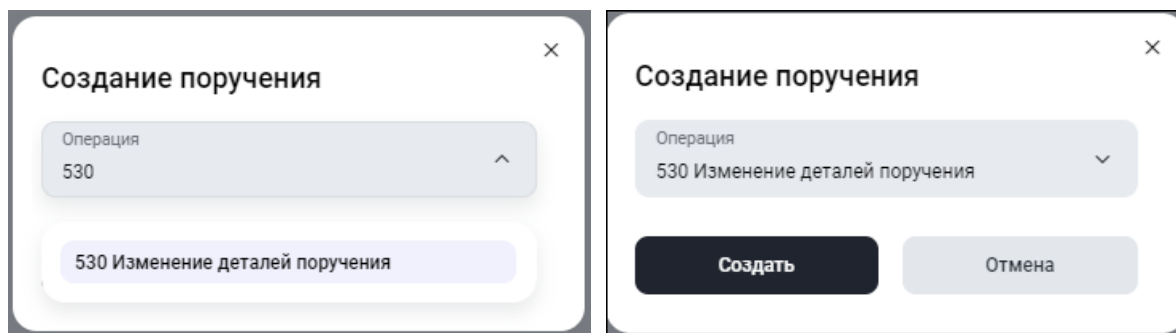 Создание поручения
Операция
530
530 Изменение деталей поручения
Создание поручения
Операция
530 Изменение деталей поручения
Создать
Отмена